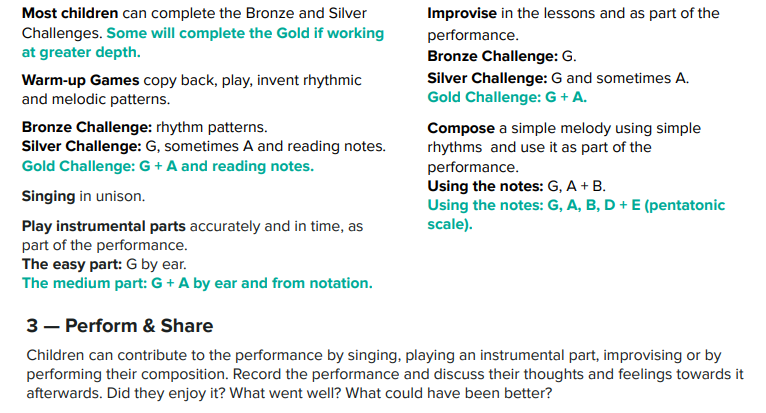 Most children can complete the Bronze and Silver
Challenges. Some will complete the Gold if working
at greater depth.
Warm-up Games copy back, play, invent rhythmic
and melodic patterns.
Bronze Challenge: rhythm patterns.
Silver Challenge: G, sometimes A and reading notes.
Gold Challenge: G + A and reading notes.
Singing in unison.
Play instrumental parts accurately and in time, as
part of the performance.
The easy part: G by ear.
The medium part: G + A by ear and from notation.
Improvise in the lessons and as part of the
performance.
Bronze Challenge: G.
Silver Challenge: G and sometimes A.
Gold Challenge: G + A.
Compose a simple melody using simple
rhythms and use it as part of the
performance.
Using the notes: G, A + B.
Using the notes: G, A, B, D + E (pentatonic
scale).
3 — Perform & Share
Children can contribute to the performance by singing, playing an instrumental part, improvising or by
performing their composition. Record the performance and discuss their thoughts and feelings towards it
afterwards. Did they enjoy it? What went well? What could have been better?